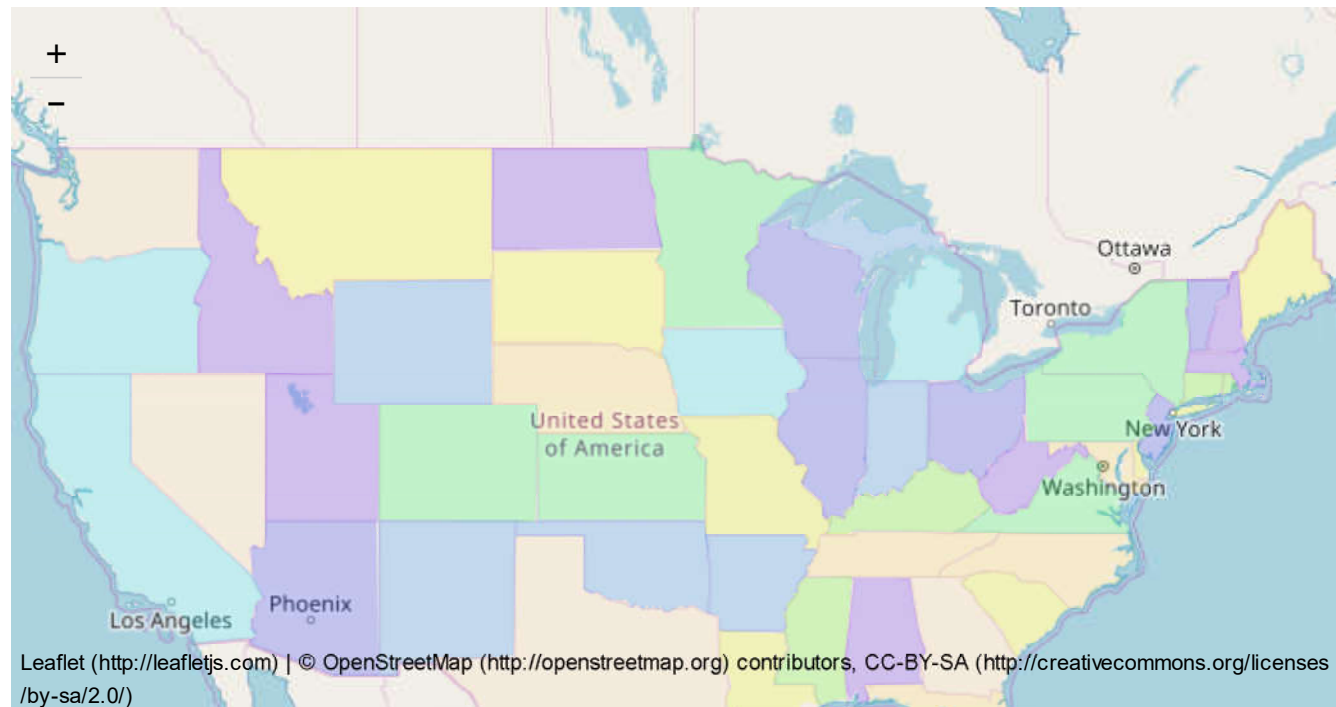 +
−
Ottawa
Toronto
United States
of America
New York
Washington
Phoenix
Los Angeles
Leaflet (http://leafletjs.com) | © OpenStreetMap (http://openstreetmap.org) contributors, CC-BY-SA (http://creativecommons.org/licenses
/by-sa/2.0/)